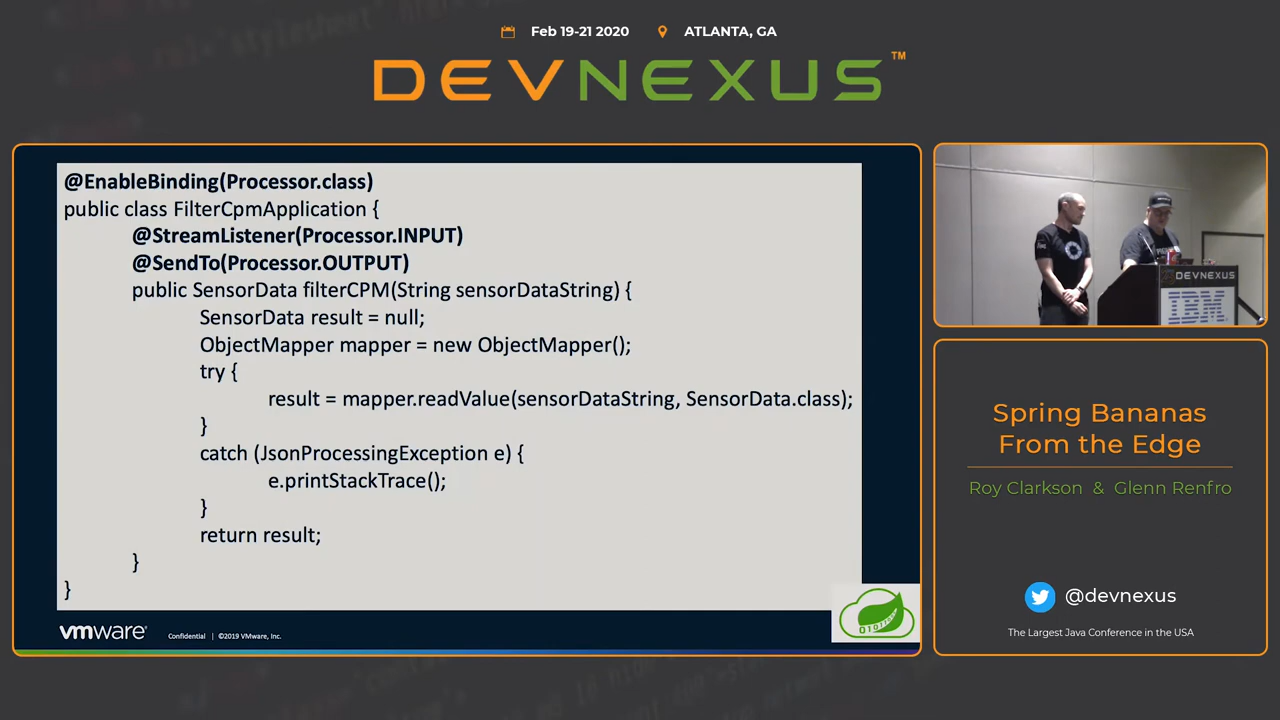 Feb 19-21 2020 ATLANTA, GA
DEVNEXUS™
@EnableBinding(Processor.class)
public class FilterCpmApplication {
@StreamListener(Processor.INPUT)
@SendTo(Processor.OUTPUT)
public SensorData filterCPM(String sensorDataString) {
SensorData result = null;
ObjectMapper mapper = new ObjectMapper();
try {
result = mapper.readValue(sensorDataString, SensorData.class);
}
catch (JsonProcessingException e) {
e.printStackTrace();
}
return result;
}
}
vmware® Confidential | ©2019 VMware, Inc.
DEVNEXUS
IBM
Spring Bananas
From the Edge
Roy Clarkson & Glenn Renfro
@devnexus
The Largest Java Conference in the USA